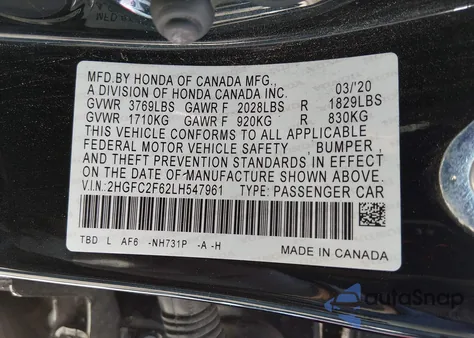 MFD.BY HONDA OF CANADA MFG.,
A DIVISION OF HONDA CANADA INC. 03/'20
GVWR 3769LBS GAWR F 2028LBS R 1829LBS
GVWR 1710KG GAWR F 920KG R 830KG
THIS VEHICLE CONFORMS TO ALL APPLICABLE
FEDERAL MOTOR VEHICLE SAFETY , BUMPER ,
AND THEFT PREVENTION STANDARDS IN EFFECT
ON THE DATE OF MANUFACTURE SHOWN ABOVE.
V.I.N.: 2HGFC2F62LH547961 TYPE: PASSENGER CAR
TBD L AF6 -NH731P -A -H
MADE IN CANADA
autoSnap